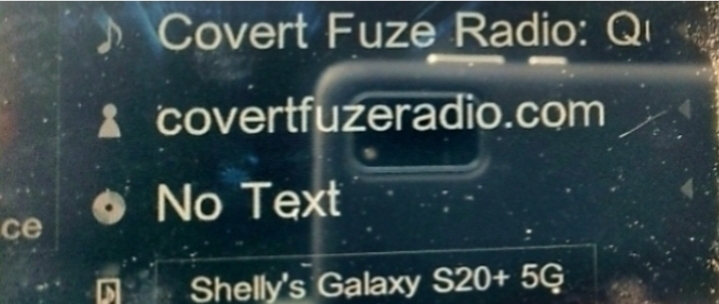 Covert Fuze Radio:
covertfuzeradio.com
No Text
ce
Shelly's Galaxy S20+ 5G